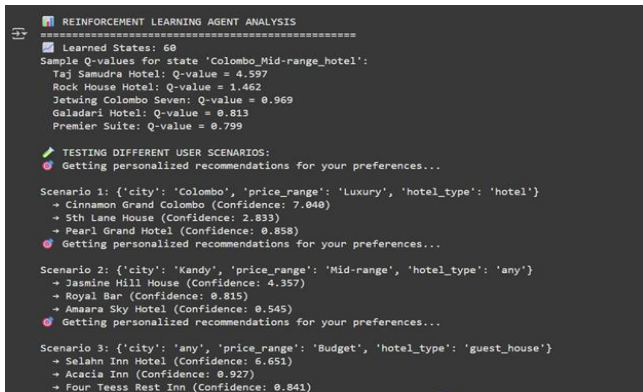 📊 REINFORCEMENT LEARNING AGENT ANALYSIS
==================================================
📈 Learned States: 60
Sample Q-values for state 'Colombo_Mid-range_hotel':
Taj Samudra Hotel: Q-value = 4.597
Rock House Hotel: Q-value = 1.462
Jetwing Colombo Seven: Q-value = 0.969
Galadari Hotel: Q-value = 0.813
Premier Suite: Q-value = 0.799
🧪 TESTING DIFFERENT USER SCENARIOS:
🎯 Getting personalized recommendations for your preferences...
Scenario 1: {'city': 'Colombo', 'price_range': 'Luxury', 'hotel_type': 'hotel'}
→ Cinnamon Grand Colombo (Confidence: 7.040)
→ 5th Lane House (Confidence: 2.833)
→ Pearl Grand Hotel (Confidence: 0.858)
🎯 Getting personalized recommendations for your preferences...
Scenario 2: {'city': 'Kandy', 'price_range': 'Mid-range', 'hotel_type': 'any'}
→ Jasmine Hill House (Confidence: 4.357)
→ Royal Bar (Confidence: 0.815)
→ Amaara Sky Hotel (Confidence: 0.545)
🎯 Getting personalized recommendations for your preferences...
Scenario 3: {'city': 'any', 'price_range': 'Budget', 'hotel_type': 'guest_house'}
→ Selahn Inn Hotel (Confidence: 6.651)
→ Acacia Inn (Confidence: 0.927)
→ Four Teess Rest Inn (Confidence: 0.841)